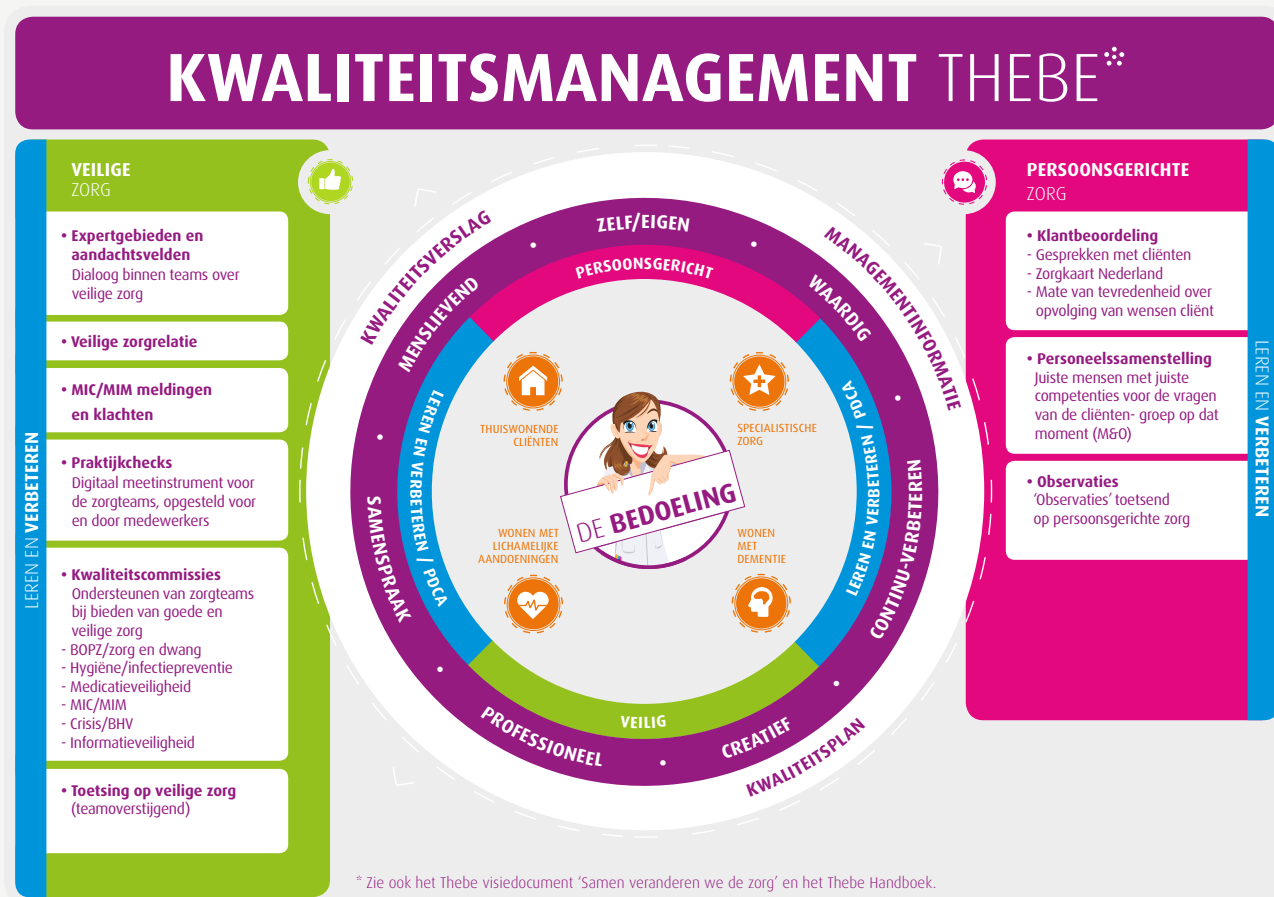 KWALITEITSMANAGEMENT THEBE
VEILIGE
ZORG
• Expertgebieden en
aandachtsvelden
Dialoog binnen teams over
veilige zorg
• Veilige zorgrelatie
• MIC/MIM meldingen
en klachten
• Praktijkchecks
Digitaal meetinstrument voor
de zorgteams, opgesteld voor
en door medewerkers
• Kwaliteitscommissies
Ondersteunen van zorgteams
bij bieden van goede en
veilige zorg
- BOPZ/zorg en dwang
- Hygiëne/infectiepreventie
- Medicatieveiligheid
- MIC/MIM
- Crisis/BHV
- Informatieveiligheid
• Toetsing op veilige zorg
(teamoverstijgend)
LEREN EN VERBETEREN
KWALITEITSVERSLAG
MANAGEMENTINFORMATIE
KWALITEITSPLAN
ZELF/EIGEN
WAARDIG
CONTINU-VERBETEREN
CREATIEF
PROFESSIONEEL
SAMENSPRAAK
MENSLIEVEND
PERSOONSGERICHT
LEREN EN VERBETEREN / PDCA
VEILIG
LEREN EN VERBETEREN / PDCA
THUISWONENDE
CLIËNTEN
SPECIALISTISCHE
ZORG
DE BEDOELING
WONEN MET
LICHAMELIJKE
AANDOENINGEN
WONEN
MET
DEMENTIE
PERSOONSGERICHTE
ZORG
• Klantbeoordeling
- Gesprekken met cliënten
- Zorgkaart Nederland
- Mate van tevredenheid over
opvolging van wensen cliënt
• Personeelssamenstelling
Juiste mensen met juiste
competenties voor de vragen
van de cliënten- groep op dat
moment (M&O)
• Observaties
'Observaties' toetsend
op persoonsgerichte zorg
LEREN EN VERBETEREN
* Zie ook het Thebe visiedocument 'Samen veranderen we de zorg' en het Thebe Handboek.